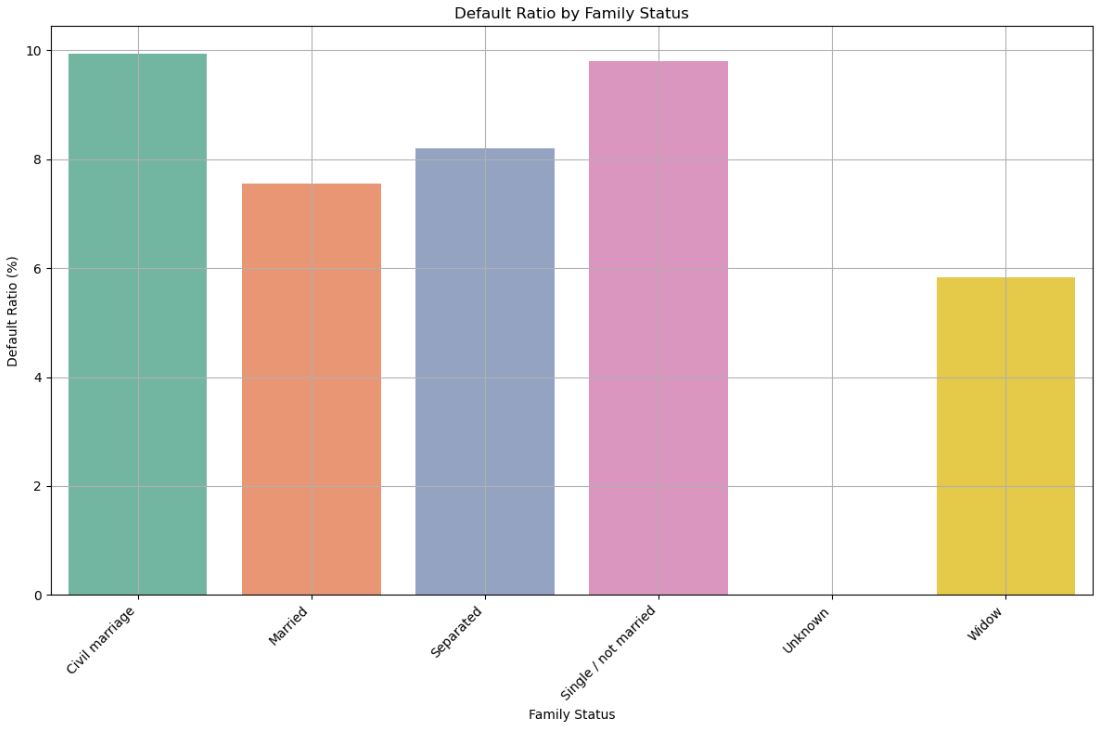 Default Ratio by Family Status
Default Ratio (%)
10
8
6
4
2
0
Civil marriage
Married
Separated
Single / not married
Unknown
Widow
Family Status